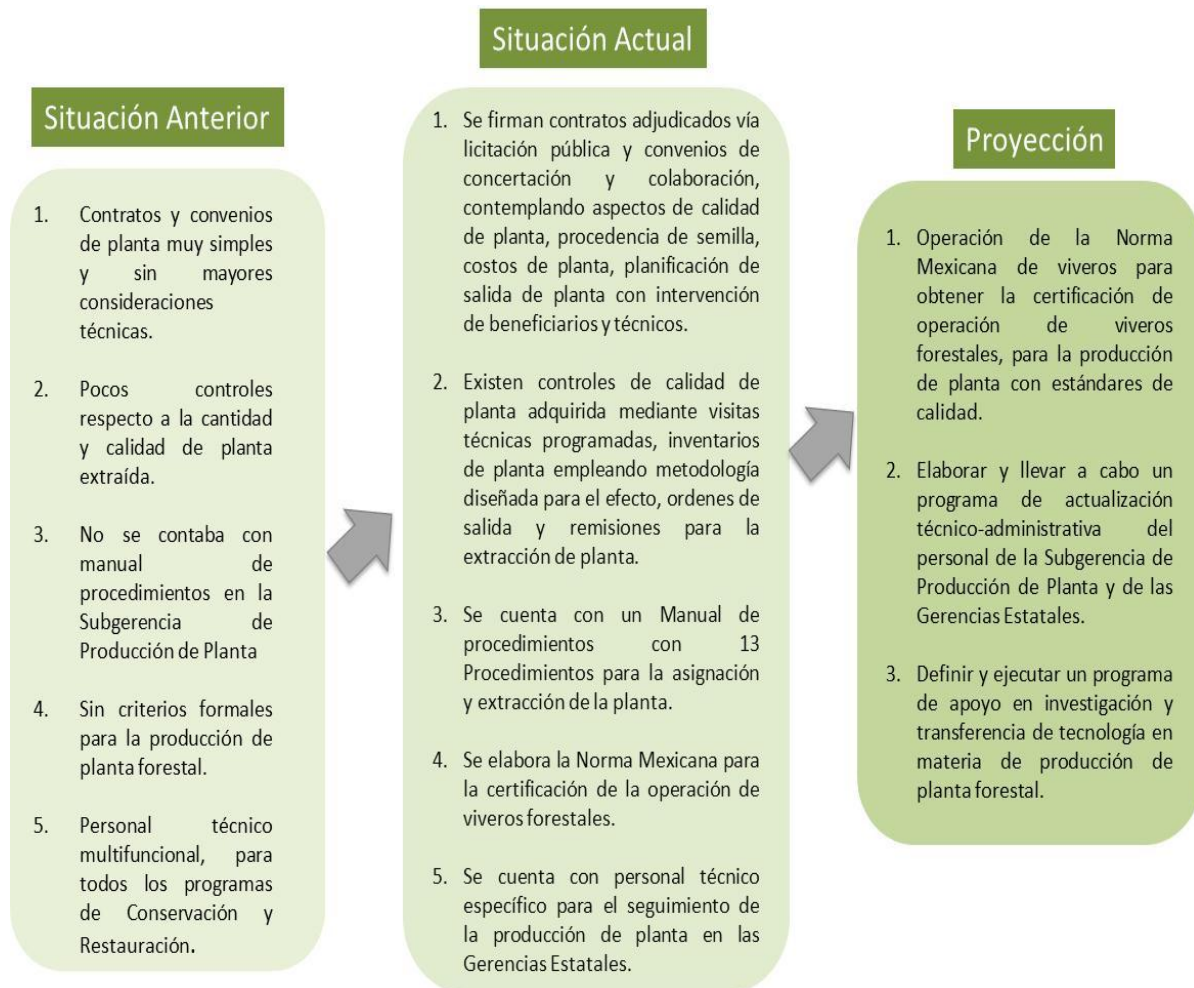 Situación Anterior
1. Contratos y convenios
de planta muy simples
y sin mayores
consideraciones
técnicas.
2. Pocos controles
respecto a la cantidad
y calidad de planta
extraída.
3. No se contaba con
manual de
procedimientos en la
Subgerencia de
Producción de Planta
4. Sin criterios formales
para la producción de
planta forestal.
5. Personal técnico
multifuncional, para
todos los programas
de Conservación y
Restauración.
Situación Actual
1. Se firman contratos adjudicados vía
licitación pública y convenios de
concertación y colaboración,
contemplando aspectos de calidad
de planta, procedencia de semilla,
costos de planta, planificación de
salida de planta con intervención
de beneficiarios y técnicos.
2. Existen controles de calidad de
planta adquirida mediante visitas
técnicas programadas, inventarios
de planta empleando metodología
diseñada para el efecto, ordenes de
salida y remisiones para la
extracción de planta.
3. Se cuenta con un Manual de
procedimientos con 13
Procedimientos para la asignación
y extracción de la planta.
4. Se elabora la Norma Mexicana para
la certificación de la operación de
viveros forestales.
5. Se cuenta con personal técnico
específico para el seguimiento de
la producción de planta en las
Gerencias Estatales.
Proyección
1. Operación de la Norma
Mexicana de viveros para
obtener la certificación de
operación de viveros
forestales, para la producción
de planta con estándares de
calidad.
2. Elaborar y llevar a cabo un
programa de actualización
técnico-administrativa del
personal de la Subgerencia de
Producción de Planta y de las
Gerencias Estatales.
3. Definir y ejecutar un programa
de apoyo en investigación y
transferencia de tecnología en
materia de producción de
planta forestal.